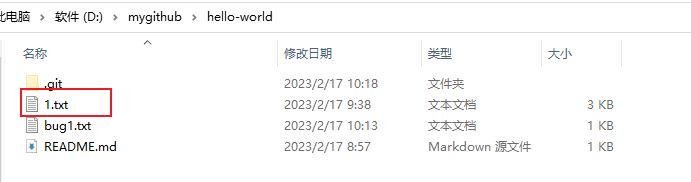 此电脑 > 软件 (D:) > mygithub > hello-world
名称 修改日期 类型 大小
.git 2023/2/17 10:18 文件夹
1.txt 2023/2/17 9:38 文本文档 3 KB
bug1.txt 2023/2/17 10:13 文本文档 1 KB
README.md 2023/2/17 8:57 Markdown 源文件 1 KB